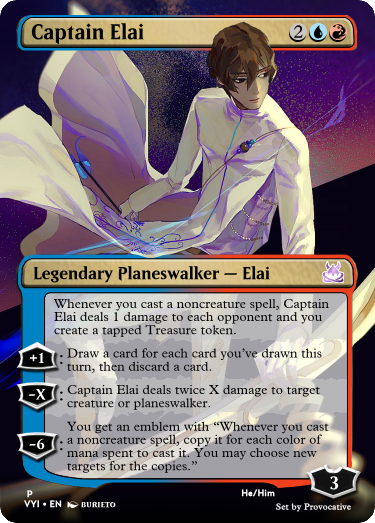 Captain Elai
2
Legendary Planeswalker — Elai
Whenever you cast a noncreature spell, Captain
Elai deals 1 damage to each opponent and you
create a tapped Treasure token.
+1: Draw a card for each card you've drawn this
turn, then discard a card.
-X: Captain Elai deals twice X damage to target
creature or planeswalker.
You get an emblem with “Whenever you cast
-6: a noncreature spell, copy it for each color of
mana spent to cast it. You may choose new
targets for the copies.”
3
P
He/Him
VYI • EN BURIETO
Set by Provocative